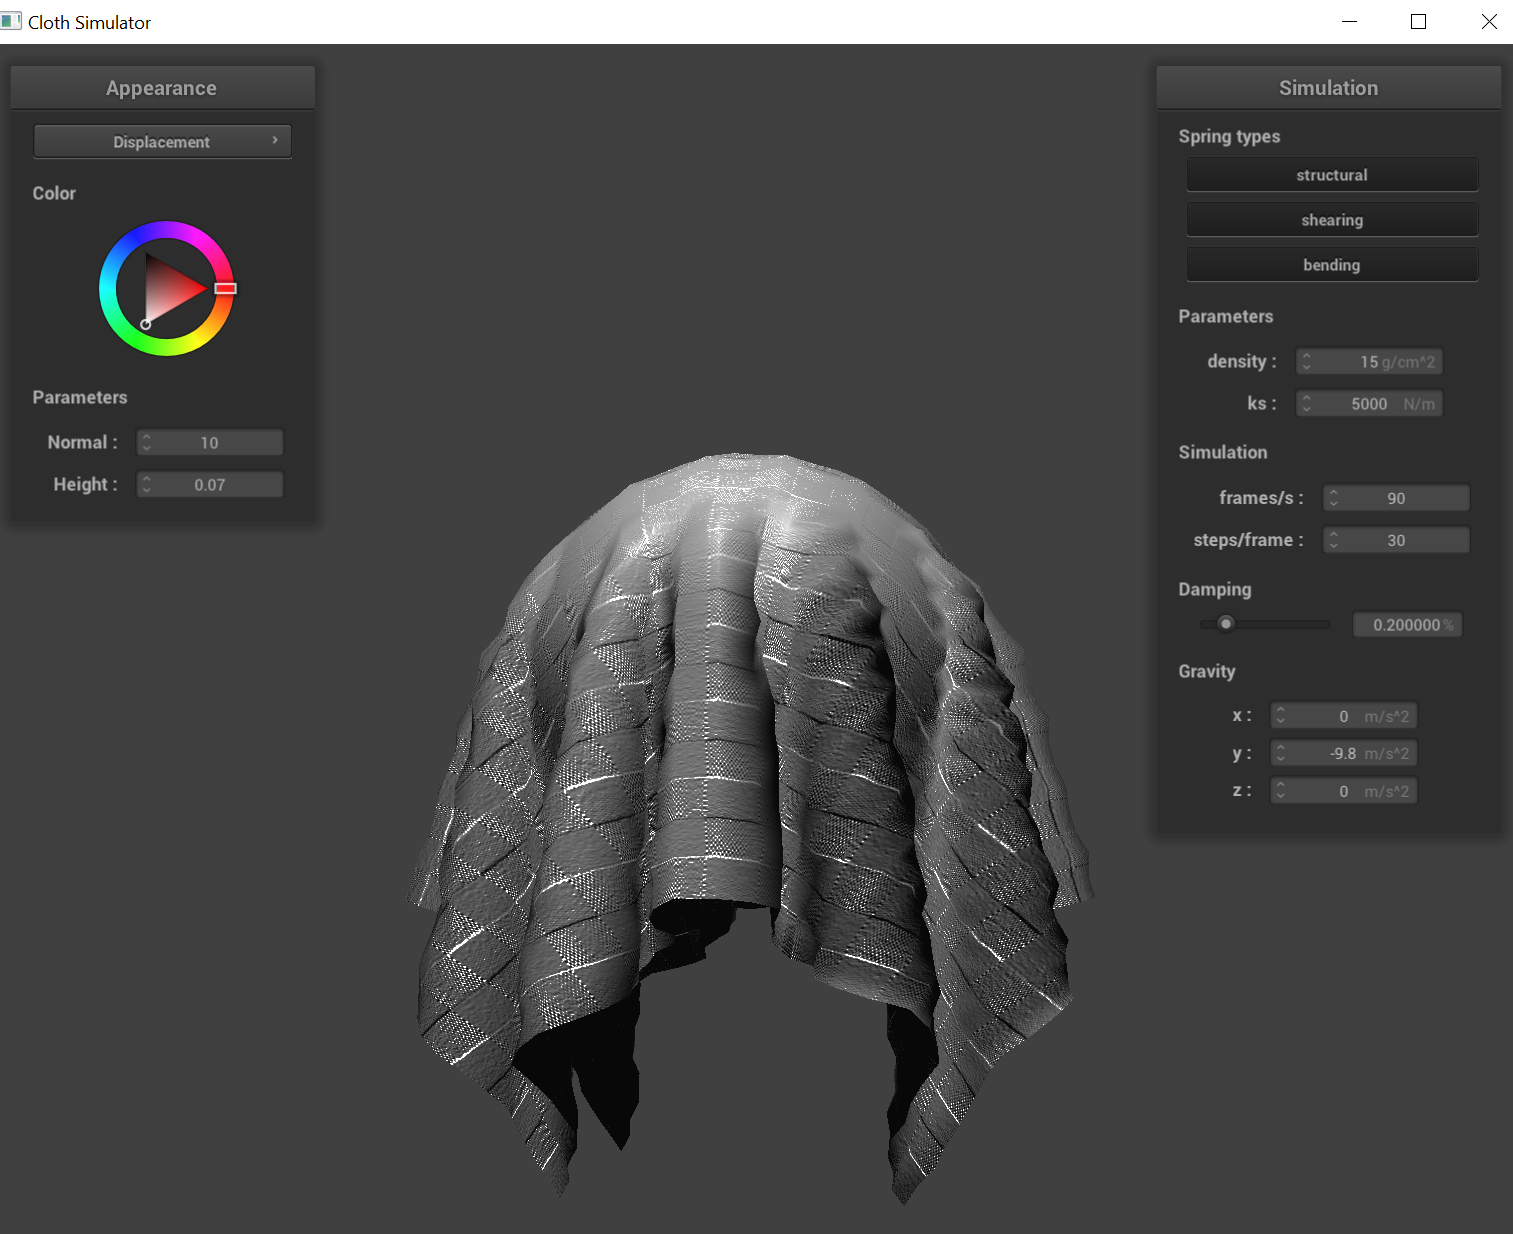 Cloth Simulator
Appearance
Displacement
Color
Parameters
Normal : 10
Height : 0.07
Simulation
Spring types
structural
shearing
bending
Parameters
density : 15 g/cm^2
ks : 5000 N/m
Simulation
frames/s : 90
steps/frame : 30
Damping
0.200000 %
Gravity
x : 0 m/s^2
y : -9.8 m/s^2
z : 0 m/s^2